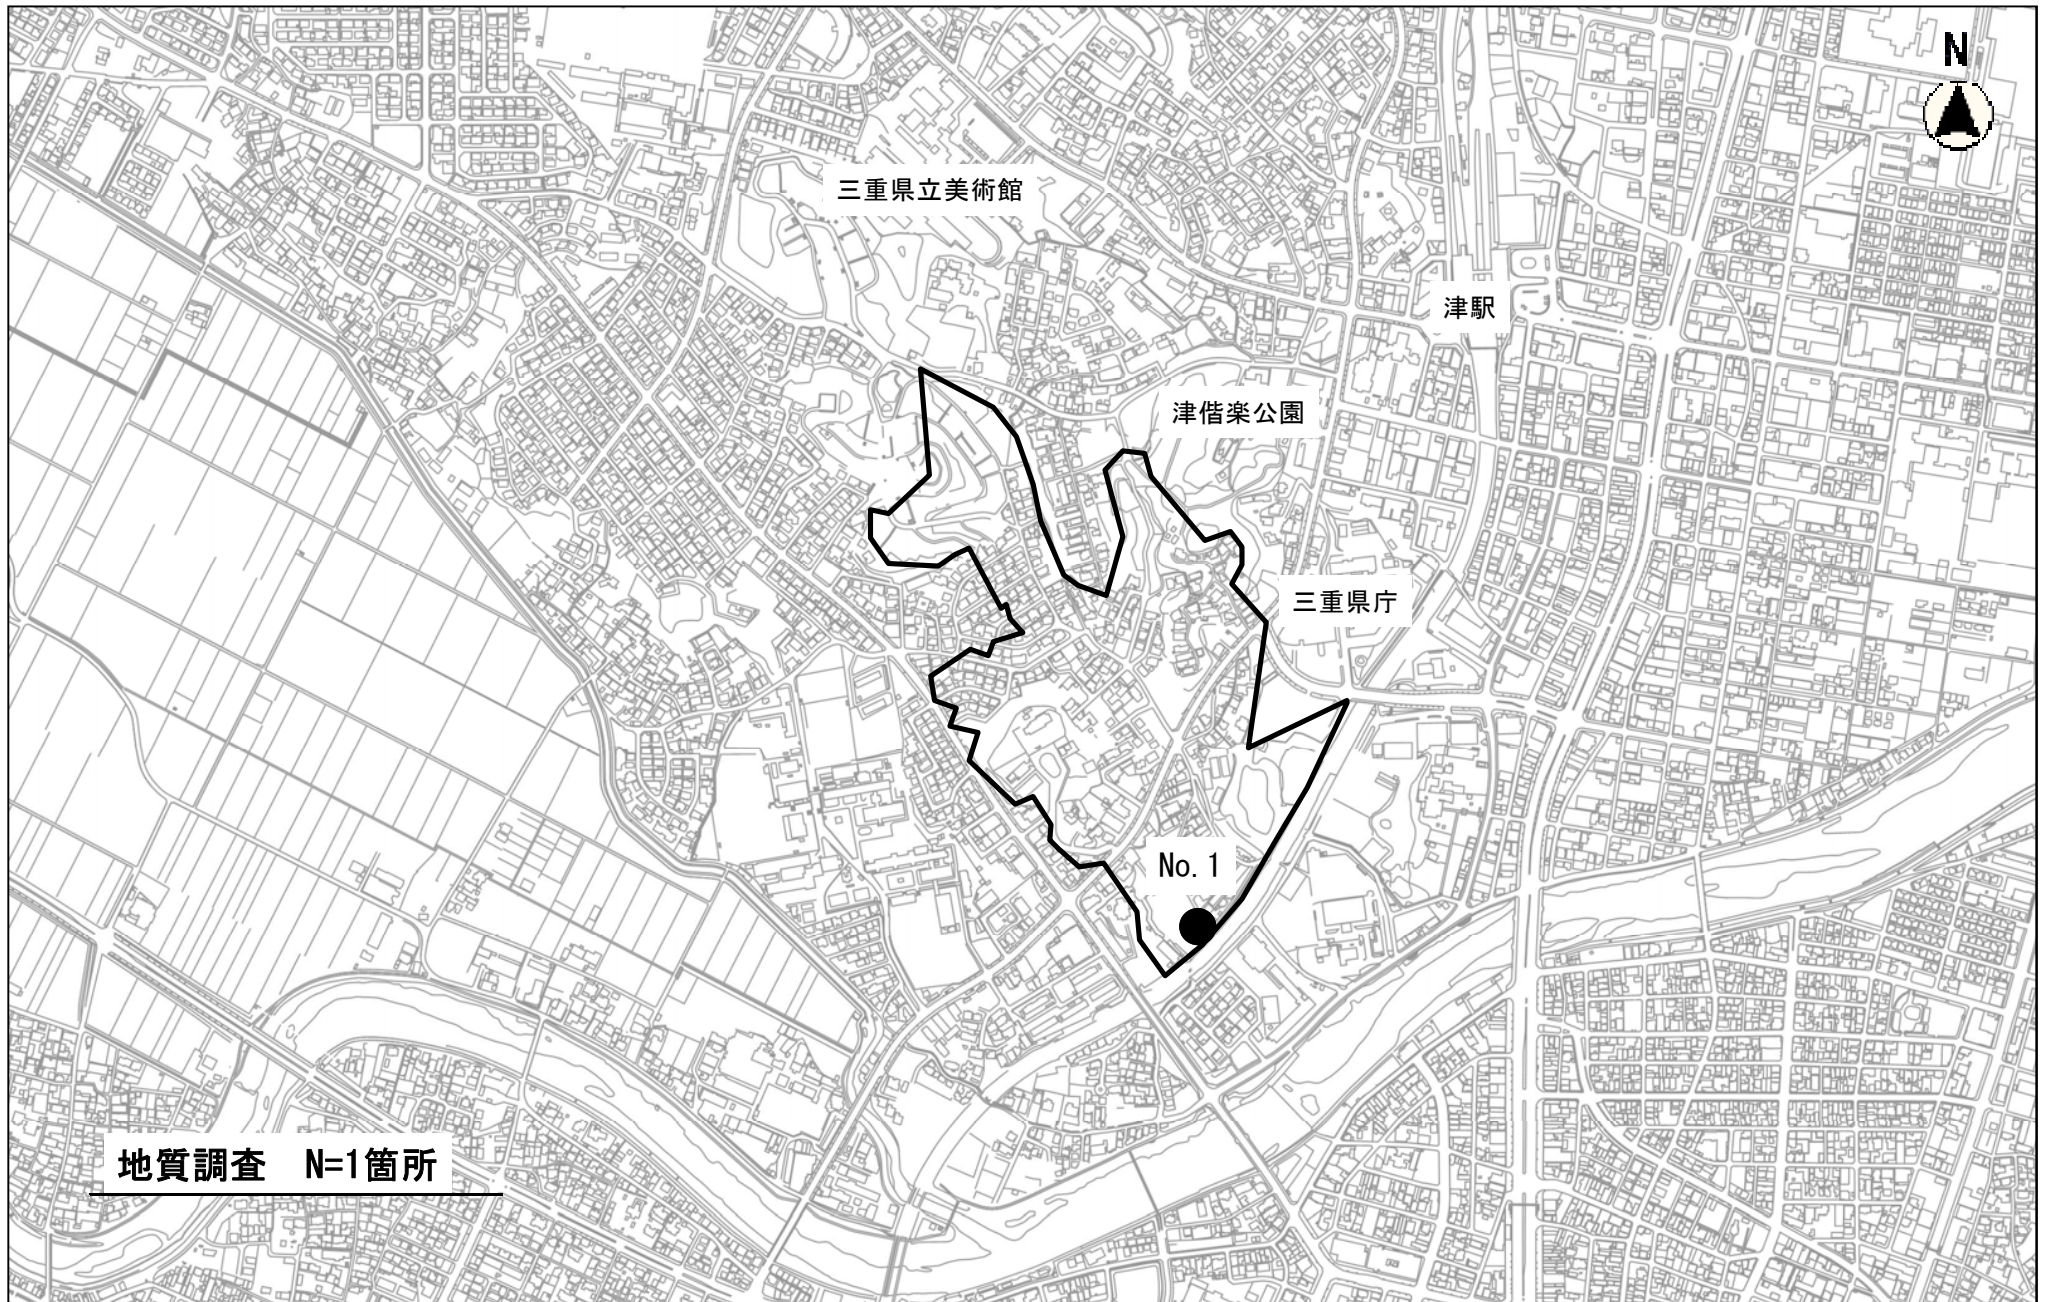 N
三重県立美術館
津駅
津偕楽公園
三重県庁
No.1
地質調査　N=1箇所